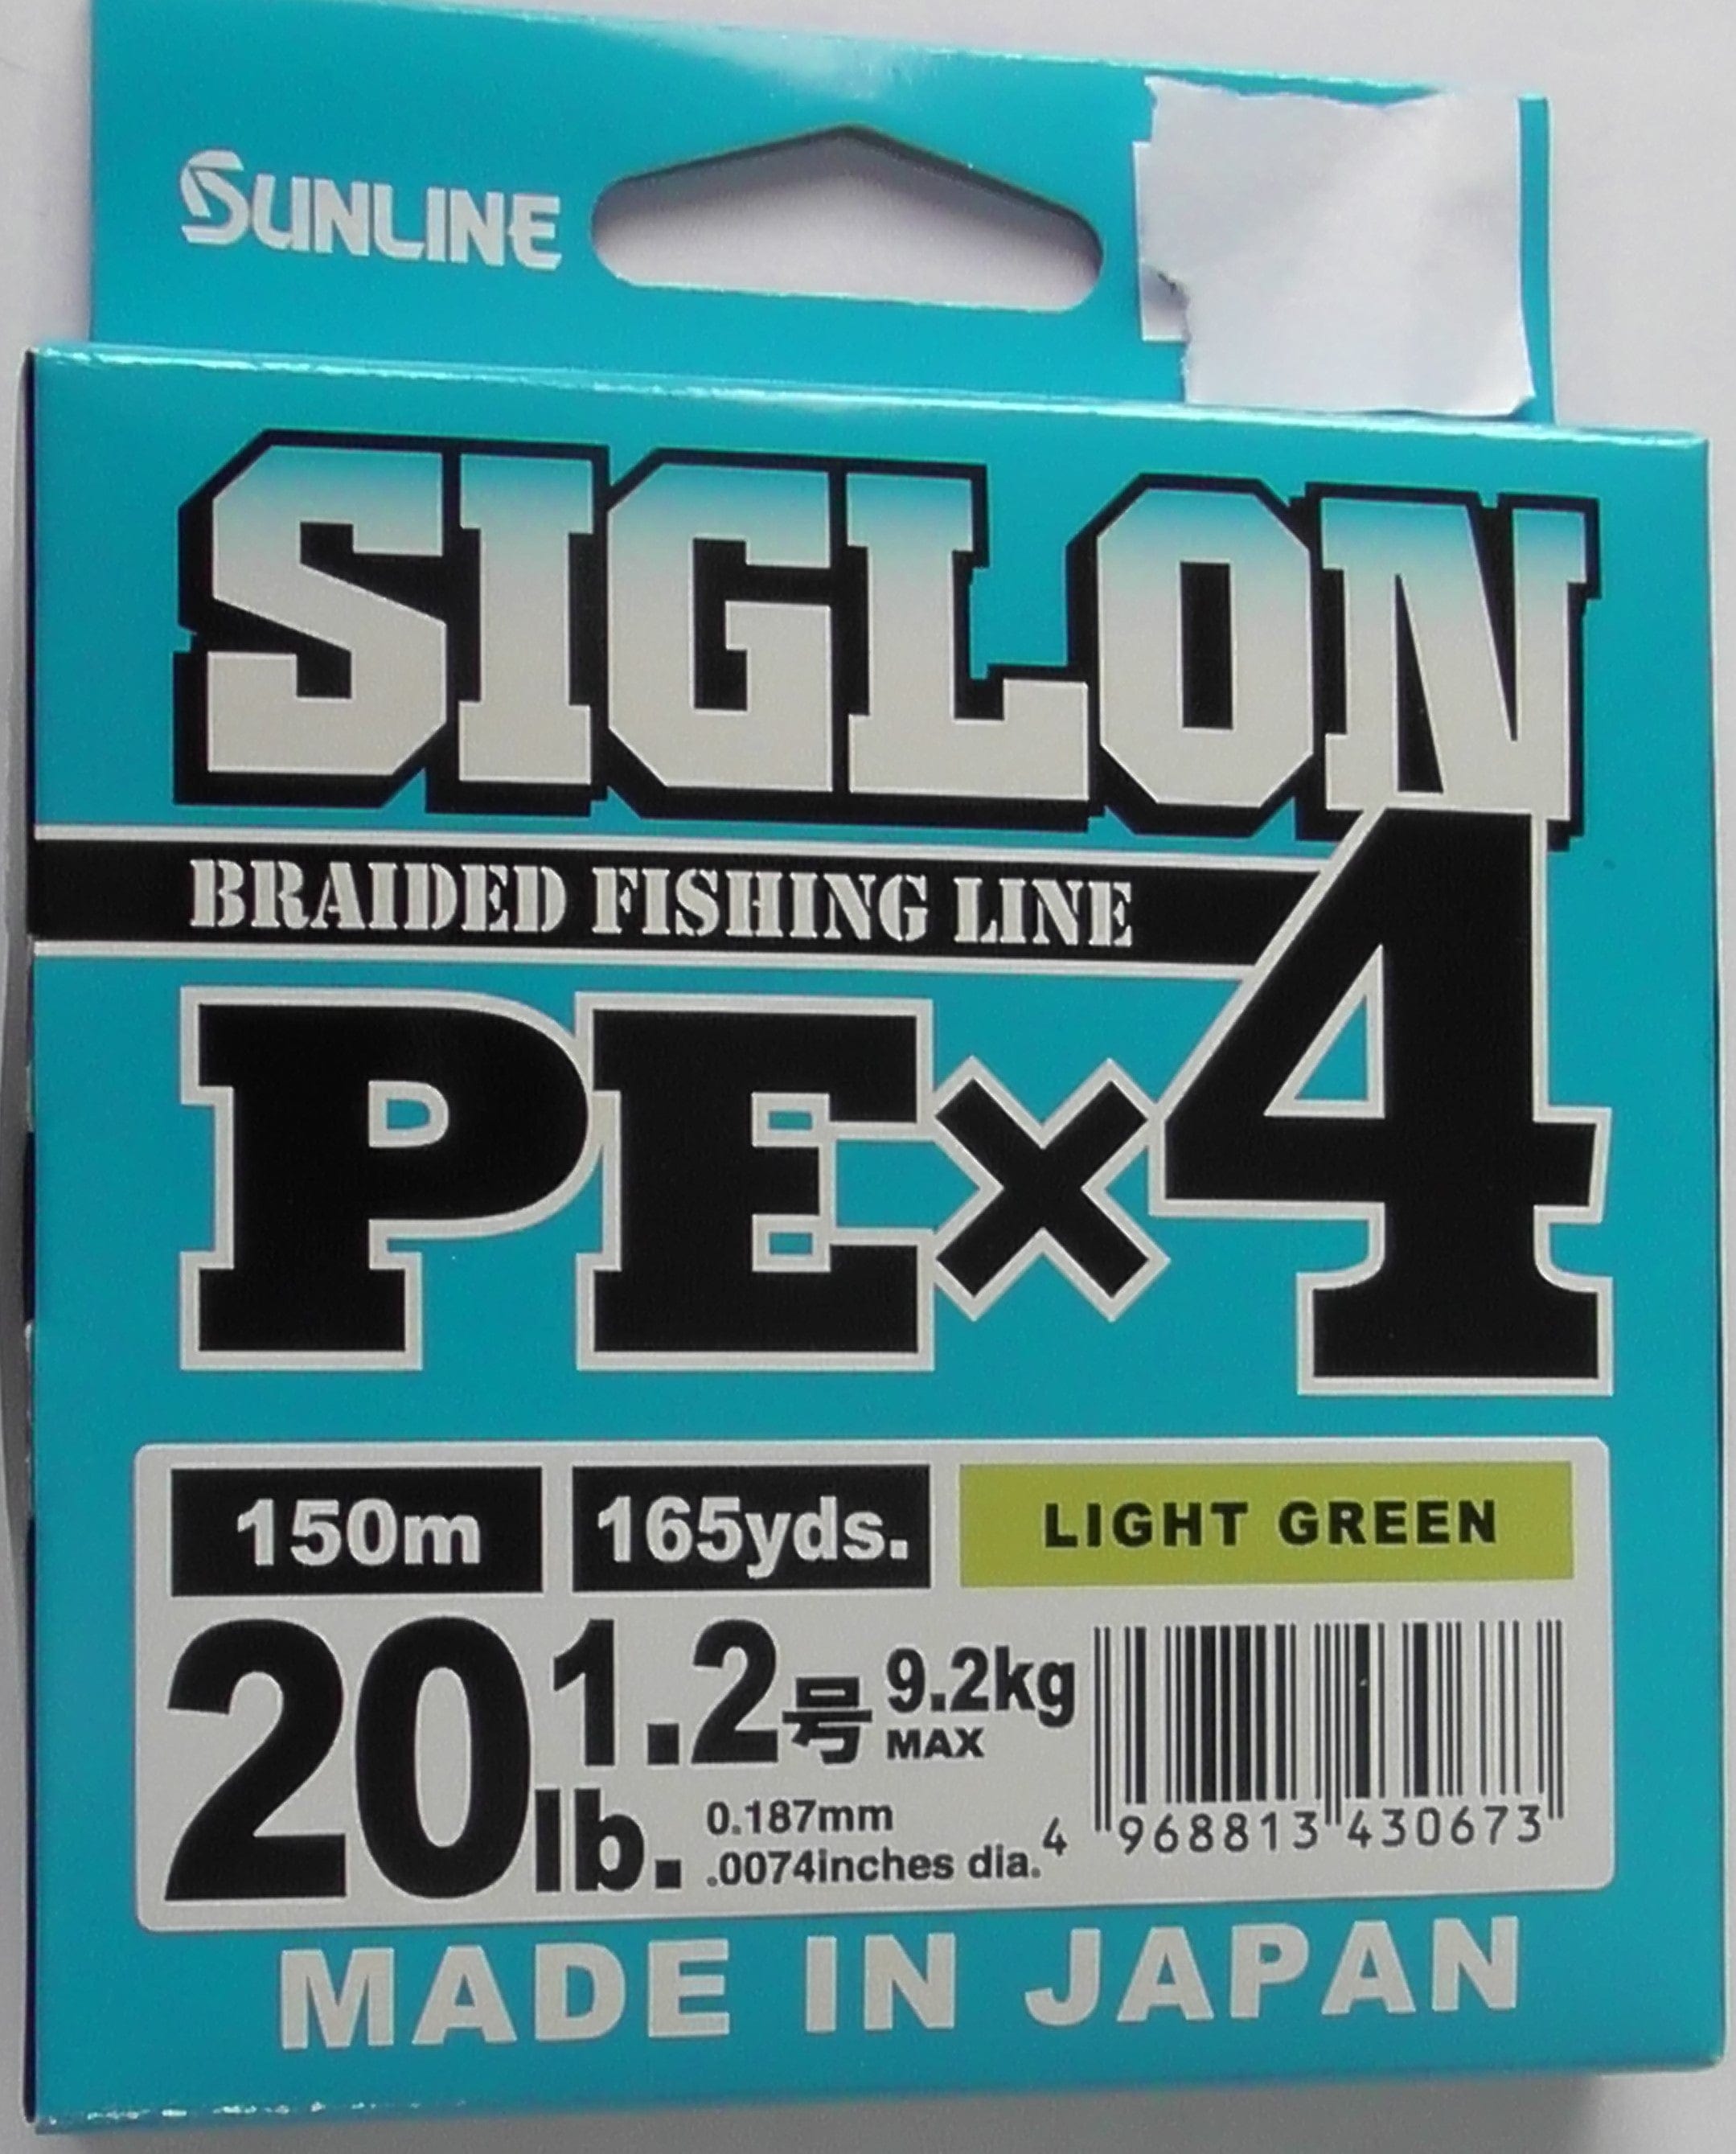 SUNLINE
SIGLON
BRAIDED FISHING LINE
PE×4
150m 165yds. LIGHT GREEN
20lb. 1.2号 9.2kg MAX
0.187mm
.0074inches dia.
4 968813 430673
MADE IN JAPAN